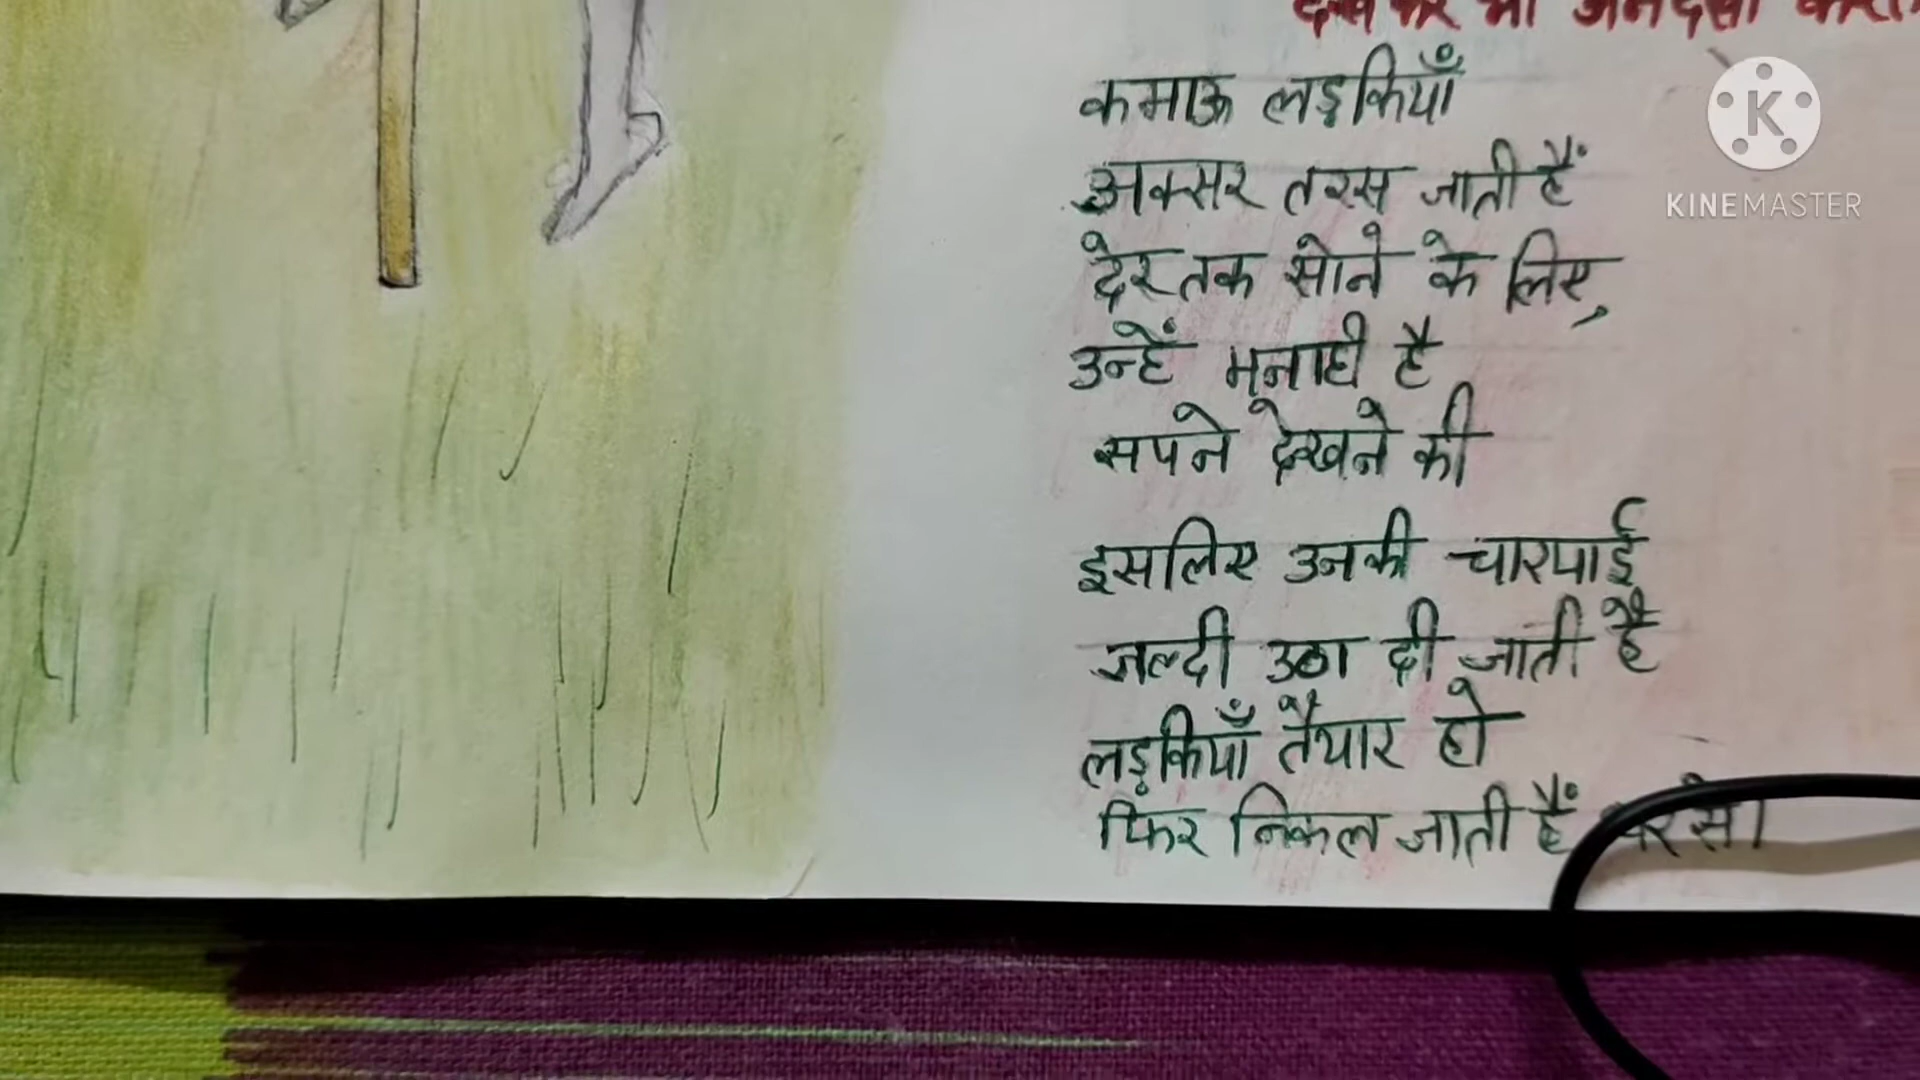 कमाऊ लड़कियाँ
अक्सर तरस जाती हैं
देर तक सोने के लिए,
उन्हें मनाही है
सपने देखने की
इसलिए उनकी चारपाई
जल्दी उठा दी जाती है
लड़कियाँ तैयार हो
फिर निकल जाती हैं से।
KINEMASTER